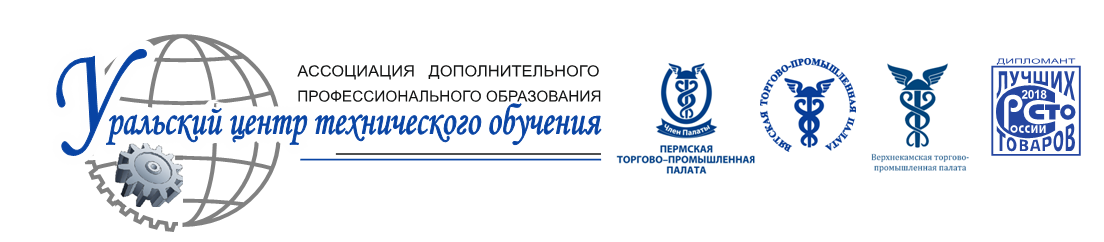 АССОЦИАЦИЯ ДОПОЛНИТЕЛЬНОГО
ПРОФЕССИОНАЛЬНОГО ОБРАЗОВАНИЯ
Уральский центр технического обучения
Член Палаты
ПЕРМСКАЯ
ТОРГОВО–ПРОМЫШЛЕННАЯ
ПАЛАТА
ВЯТСКАЯ ТОРГОВО-ПРОМЫШЛЕННАЯ ПАЛАТА
Верхнекамская торгово-
промышленная палата
ДИПЛОМАНТ
ЛУЧШИХ
2018
СТО
РОССИИ
ТОВАРОВ